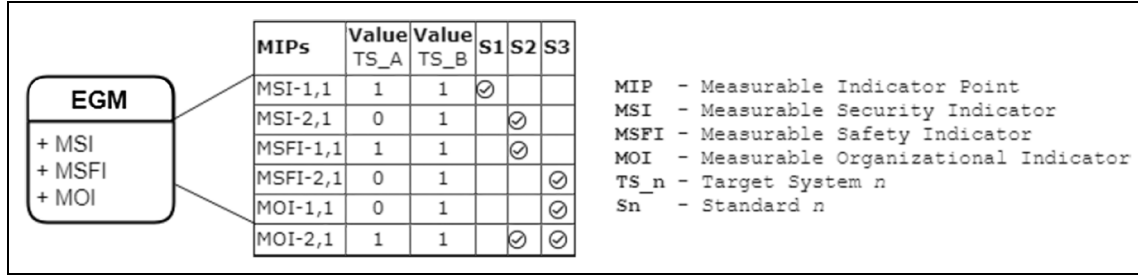 EGM
+ MSI
+ MSFI
+ MOI
MIPs Value TS_A Value TS_B S1 S2 S3
MSI-1,1 1 1 ✓
MSI-2,1 0 1 ✓
MSFI-1,1 1 1 ✓
MSFI-2,1 0 1 ✓
MOI-1,1 0 1 ✓
MOI-2,1 1 1 ✓ ✓
MIP - Measurable Indicator Point
MSI - Measurable Security Indicator
MSFI - Measurable Safety Indicator
MOI - Measurable Organizational Indicator
TS_n - Target System n
Sn - Standard n